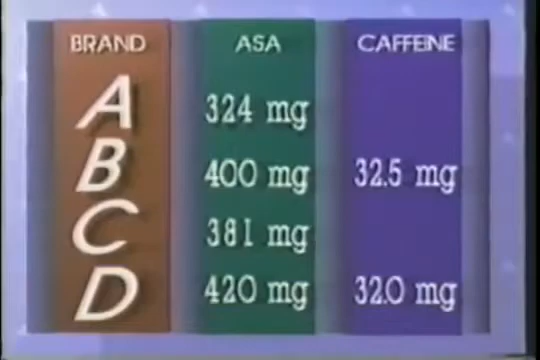 BRAND ASA CAFFEINE
A 324 mg
B 400 mg 32.5 mg
C 381 mg
D 420 mg 32.0 mg